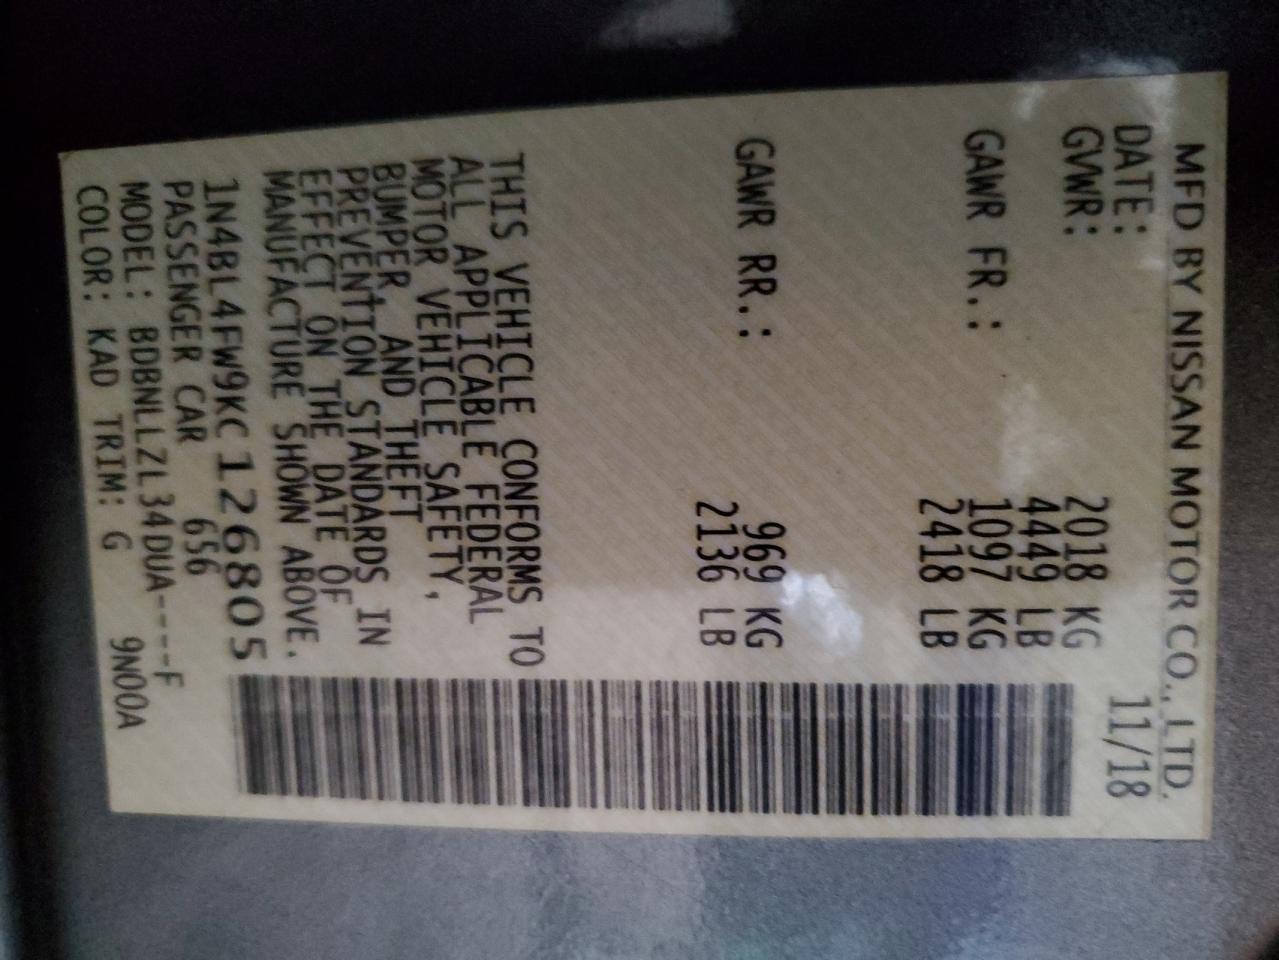 MFD BY NISSAN MOTOR CO., LTD.
DATE: 11/18
GVWR: 2018 KG
4449 LB
GAWR FR.: 1097 KG
2418 LB
GAWR RR.: 969 KG
2136 LB
THIS VEHICLE CONFORMS TO
ALL APPLICABLE FEDERAL
MOTOR VEHICLE SAFETY,
BUMPER, AND THEFT
PREVENTION STANDARDS IN
EFFECT ON THE DATE OF
MANUFACTURE SHOWN ABOVE.
1N4BL4FW9KC126805
PASSENGER CAR 656
MODEL: BDBNLLZL34DUA----F
COLOR: KAD TRIM: G 9N00A